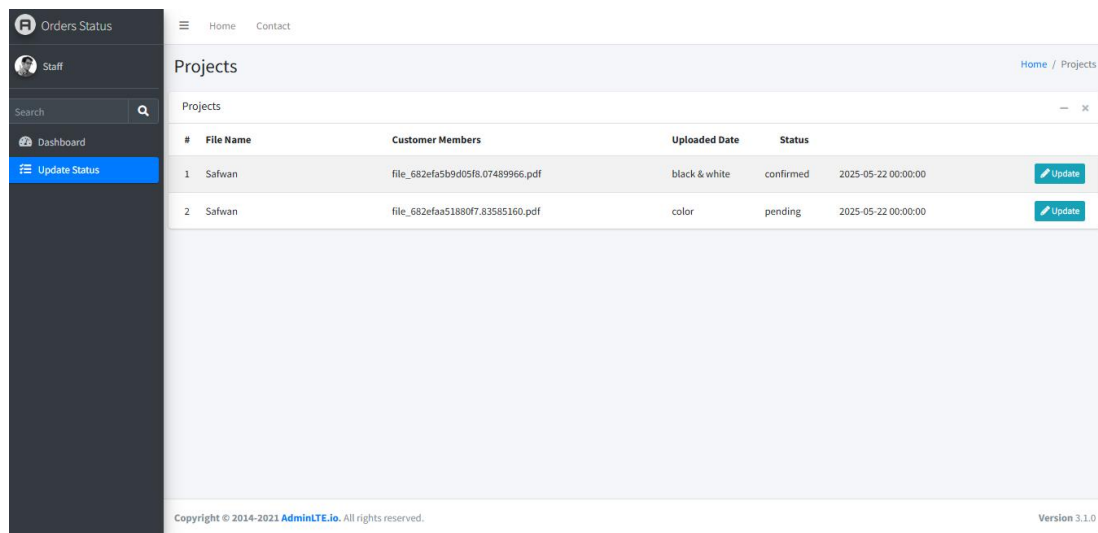 Orders Status
Home Contact
Staff
Projects
Home / Projects
Search
Projects
Dashboard
# File Name Customer Members Uploaded Date Status
Update Status
1 Safwan file_682efa5b9d05f8.07489966.pdf black & white confirmed 2025-05-22 00:00:00 Update
2 Safwan file_682efaa51880f7.83585160.pdf color pending 2025-05-22 00:00:00 Update
Copyright © 2014-2021 AdminLTE.io. All rights reserved.
Version 3.1.0